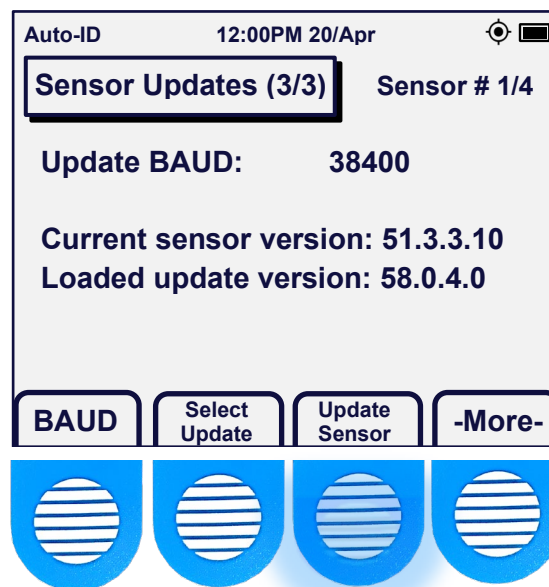 Auto-ID 12:00PM 20/Apr
Sensor Updates (3/3) Sensor # 1/4
Update BAUD: 38400
Current sensor version: 51.3.3.10
Loaded update version: 58.0.4.0
BAUD
Select
Update
Update
Sensor
-More-